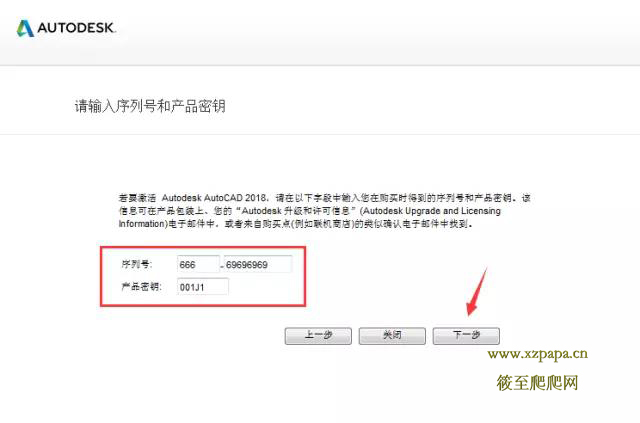 AUTODESK.
请输入序列号和产品密钥
若要激活 Autodesk AutoCAD 2018，请在以下字段中输入您在购买时得到的序列号和产品密钥。该
信息可在产品包装上、您的“Autodesk 升级和许可信息”(Autodesk Upgrade and Licensing
Information)电子邮件中，或者来自购买点(例如联机商店)的类似确认电子邮件中找到。
序列号: 666 - 69696969
产品密钥: 001J1
上一步 关闭 下一步
www.xzpapa.cn
筱至爬爬网